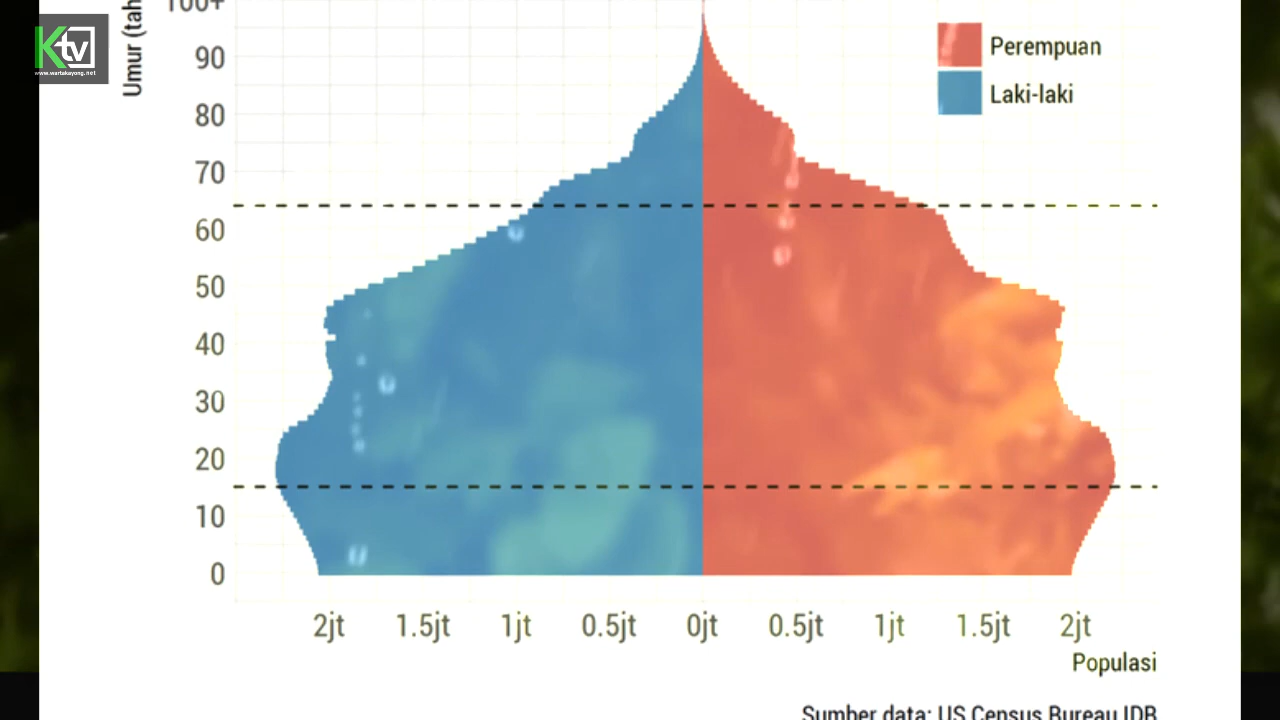 Ktv
www.wartakayong.net
Umur (tah
100+
90
80
70
60
50
40
30
20
10
0
Perempuan
Laki-laki
2jt 1.5jt 1jt 0.5jt 0jt 0.5jt 1jt 1.5jt 2jt
Populasi
Sumber data: US Census Bureau IDB